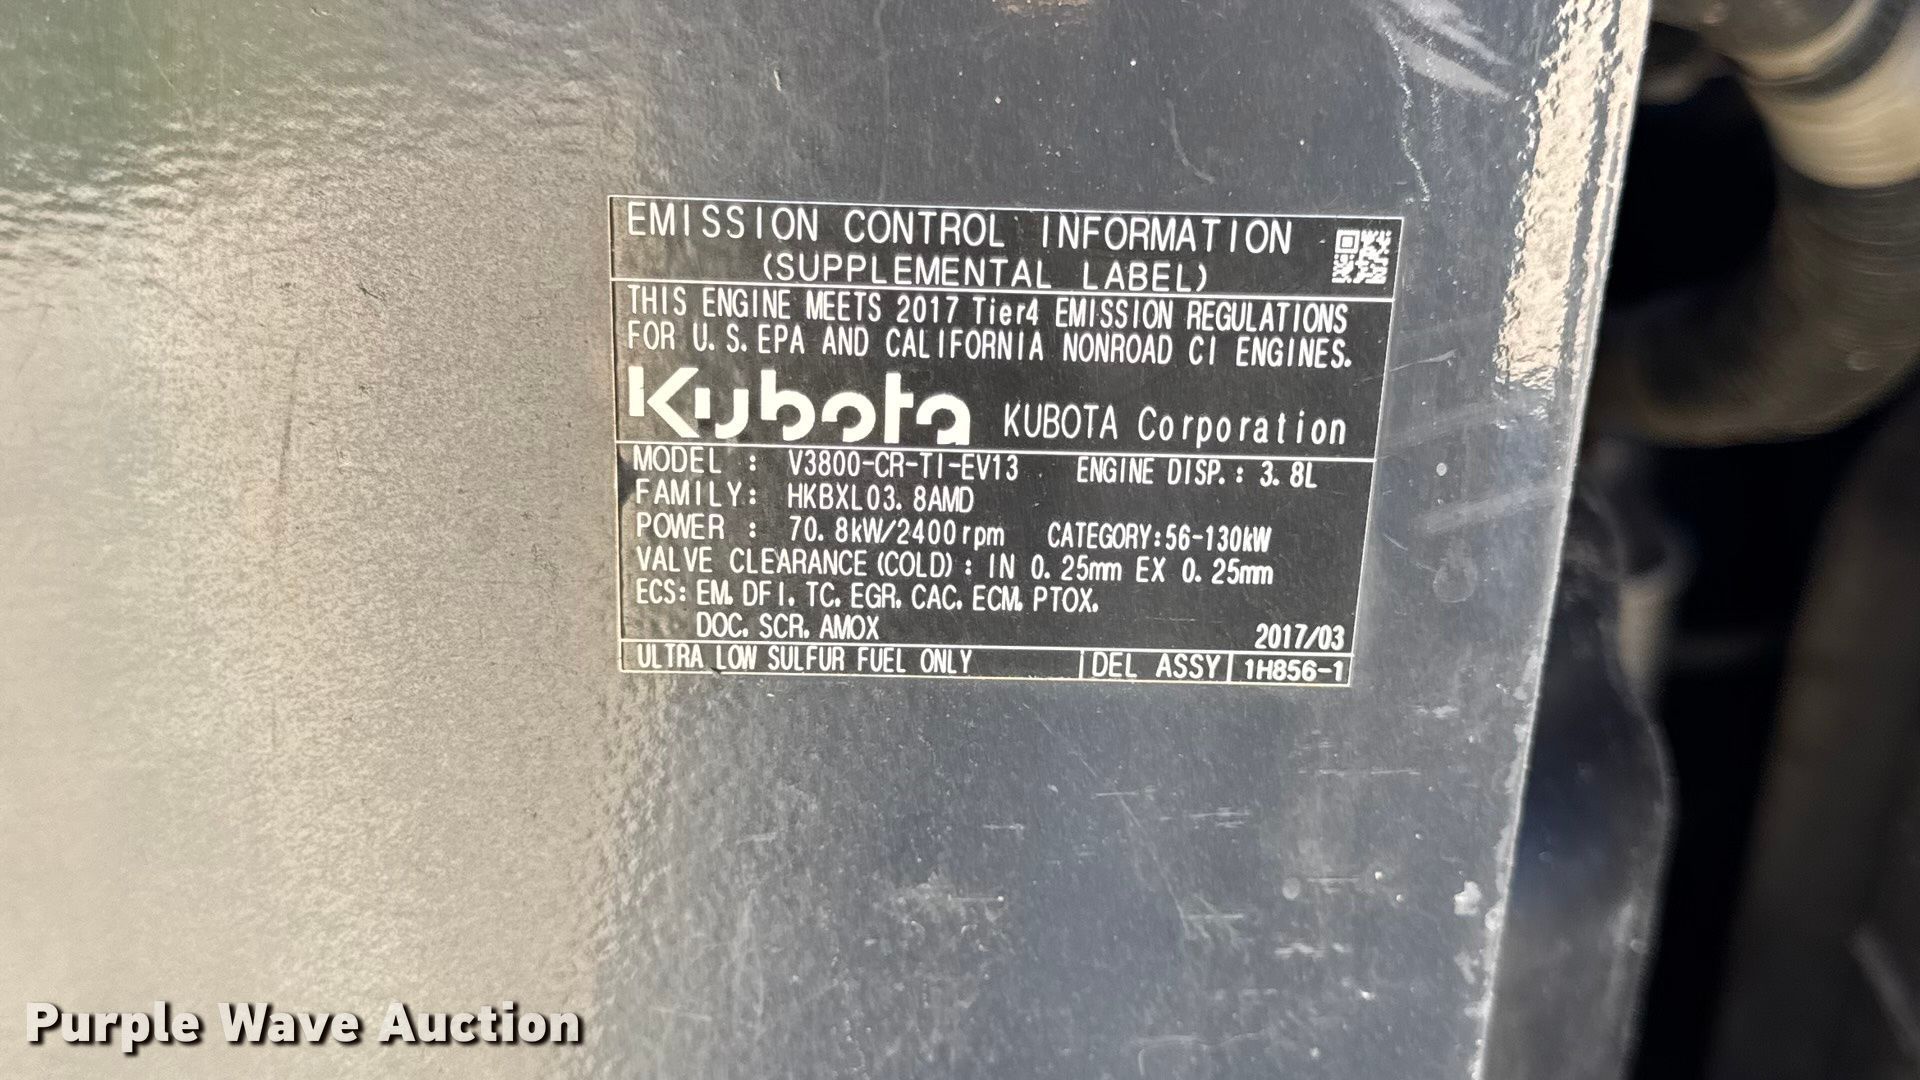 EMISSION CONTROL INFORMATION
(SUPPLEMENTAL LABEL)
THIS ENGINE MEETS 2017 Tier4 EMISSION REGULATIONS
FOR U.S.EPA AND CALIFORNIA NONROAD CI ENGINES.
Kubota KUBOTA Corporation
MODEL : V3800-CR-TI-EV13 ENGINE DISP.: 3.8L
FAMILY: HKBXL03.8AMD
POWER : 70.8kW/2400rpm CATEGORY:56-130kW
VALVE CLEARANCE(COLD): IN 0.25mm EX 0.25mm
ECS: EM, DFI, TC, EGR, CAC, ECM, PTOX,
DOC, SCR, AMOX 2017/03
ULTRA LOW SULFUR FUEL ONLY DEL ASSY 1H856-1
Purple Wave Auction